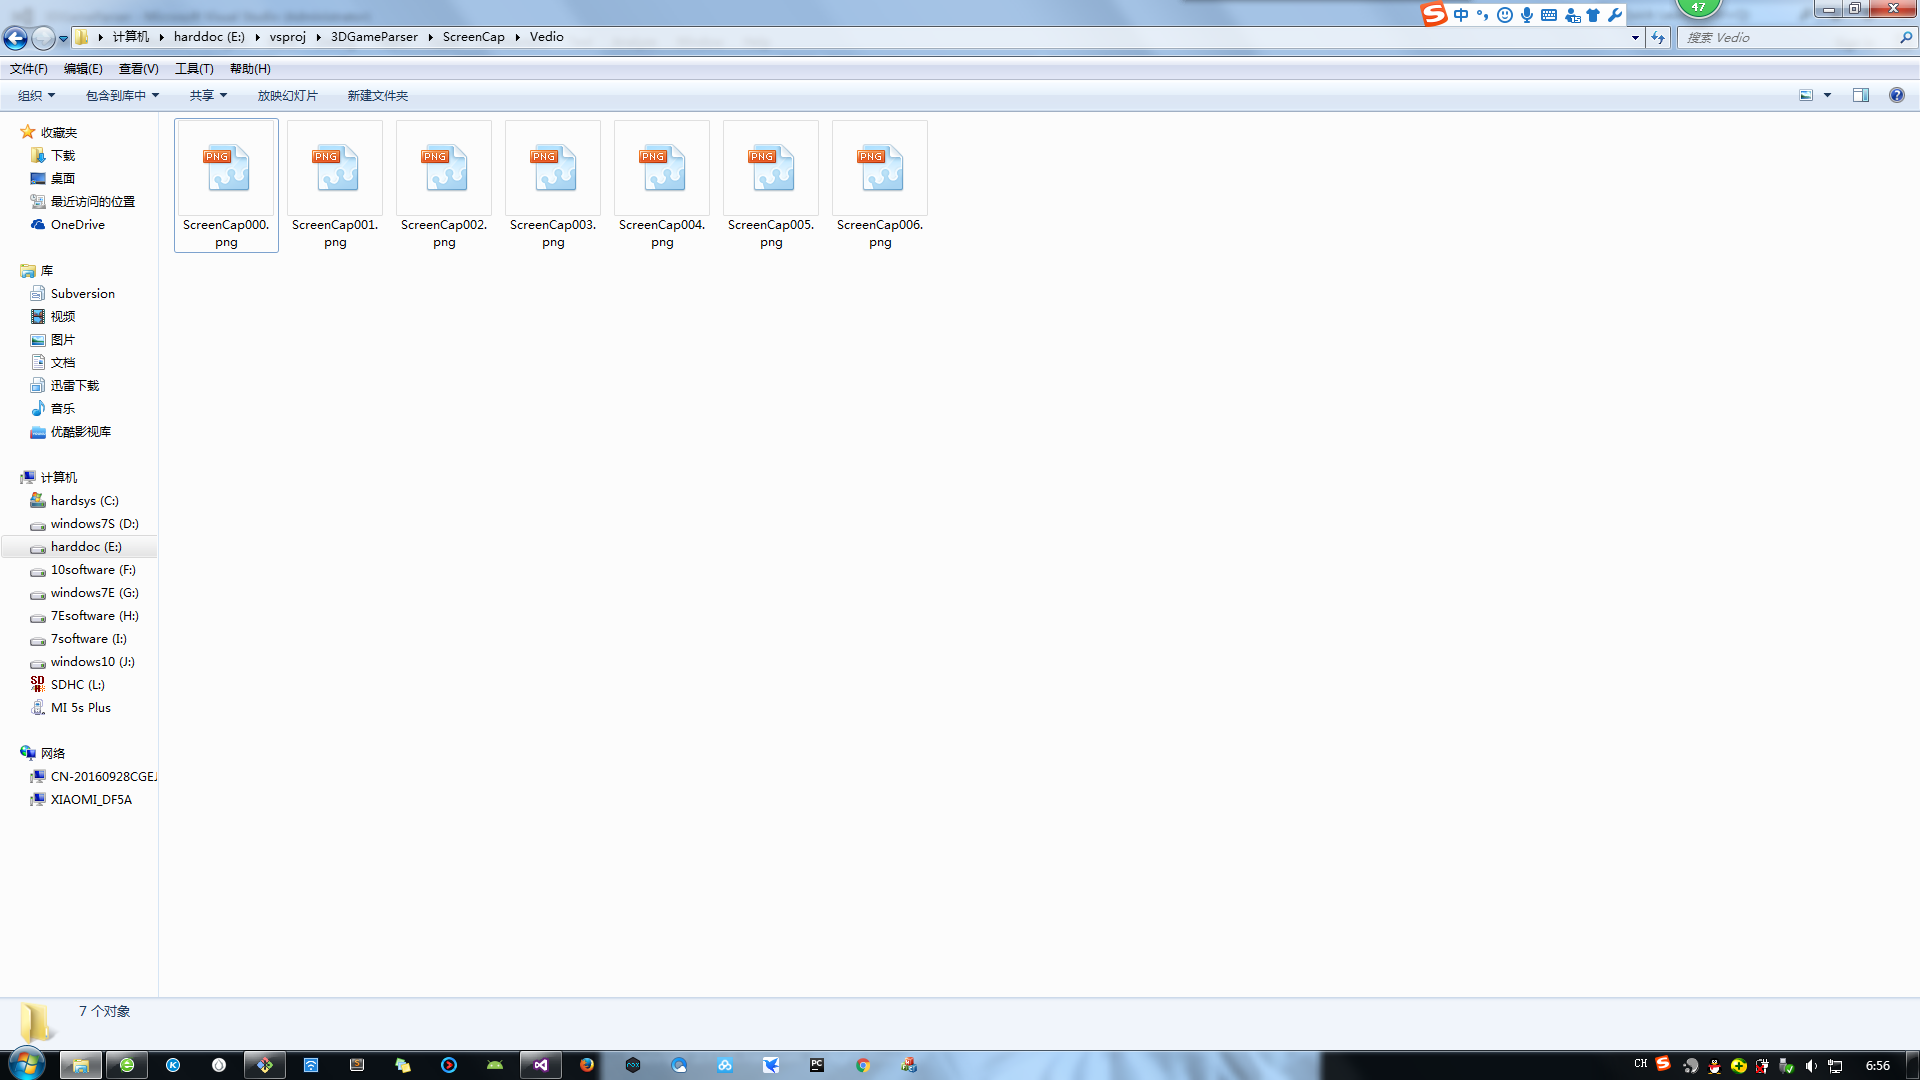 47
中
计算机 harddoc (E:) vsproj 3DGameParser ScreenCap Vedio
搜索 Vedio
文件(F) 编辑(E) 查看(V) 工具(T) 帮助(H)
组织 包含到库中 共享 放映幻灯片 新建文件夹
收藏夹
下载
桌面
最近访问的位置
OneDrive
库
Subversion
视频
图片
文档
迅雷下载
音乐
优酷影视库
计算机
hardsys (C:)
windows7S (D:)
harddoc (E:)
10software (F:)
windows7E (G:)
7Esoftware (H:)
7software (I:)
windows10 (J:)
SDHC (L:)
MI 5s Plus
网络
CN-20160928CGEJ
XIAOMI_DF5A
PNG PNG PNG PNG PNG PNG PNG
ScreenCap000.png
ScreenCap001.png
ScreenCap002.png
ScreenCap003.png
ScreenCap004.png
ScreenCap005.png
ScreenCap006.png
7 个对象
CH
6:56